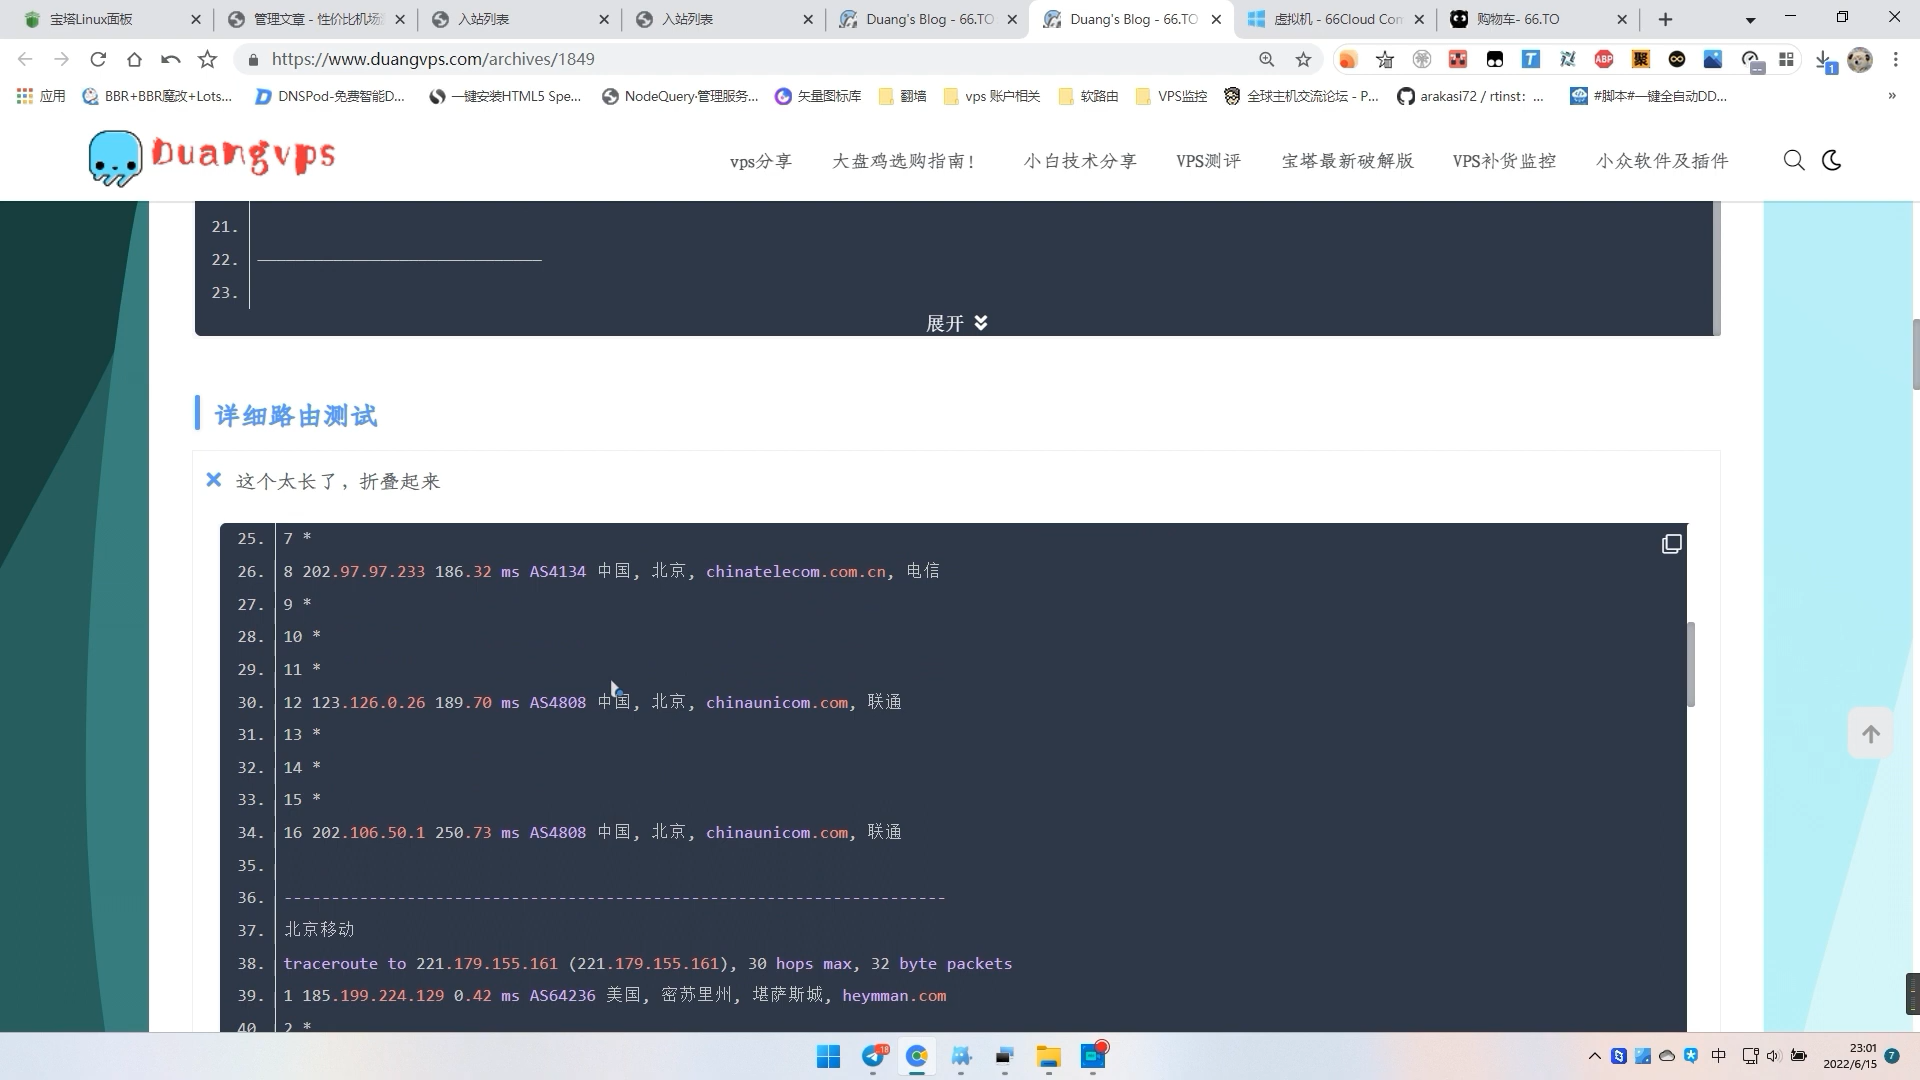 宝塔Linux面板
管理文章 - 性价比机场
入站列表
入站列表
Duang's Blog - 66.TO
Duang's Blog - 66.TO
虚拟机 - 66Cloud Con
购物车- 66.TO
https://www.duangvps.com/archives/1849
应用
BBR+BBR魔改+Lots...
DNSPod-免费智能D...
一键安装HTML5 Spe...
NodeQuery·管理服务...
矢量图标库
翻墙
vps 账户相关
软路由
VPS监控
全球主机交流论坛 - P...
arakasi72 / rtinst: ...
#脚本#一键全自动DD...
»
Duangvps
vps分享
大盘鸡选购指南!
小白技术分享
VPS测评
宝塔最新破解版
VPS补货监控
小众软件及插件
21.
22. ——————————————————
23.
展开
详细路由测试
这个太长了，折叠起来
25. 7 *
26. 8 202.97.97.233 186.32 ms AS4134 中国, 北京, chinatelecom.com.cn, 电信
27. 9 *
28. 10 *
29. 11 *
30. 12 123.126.0.26 189.70 ms AS4808 中国, 北京, chinaunicom.com, 联通
31. 13 *
32. 14 *
33. 15 *
34. 16 202.106.50.1 250.73 ms AS4808 中国, 北京, chinaunicom.com, 联通
35.
36. ----------------------------------------------------------------------
37. 北京移动
38. traceroute to 221.179.155.161 (221.179.155.161), 30 hops max, 32 byte packets
39. 1 185.199.224.129 0.42 ms AS64236 美国, 密苏里州, 堪萨斯城, heymman.com
40 2 *
ABP
聚
T
1
18
中
23:01
2022/6/15
7